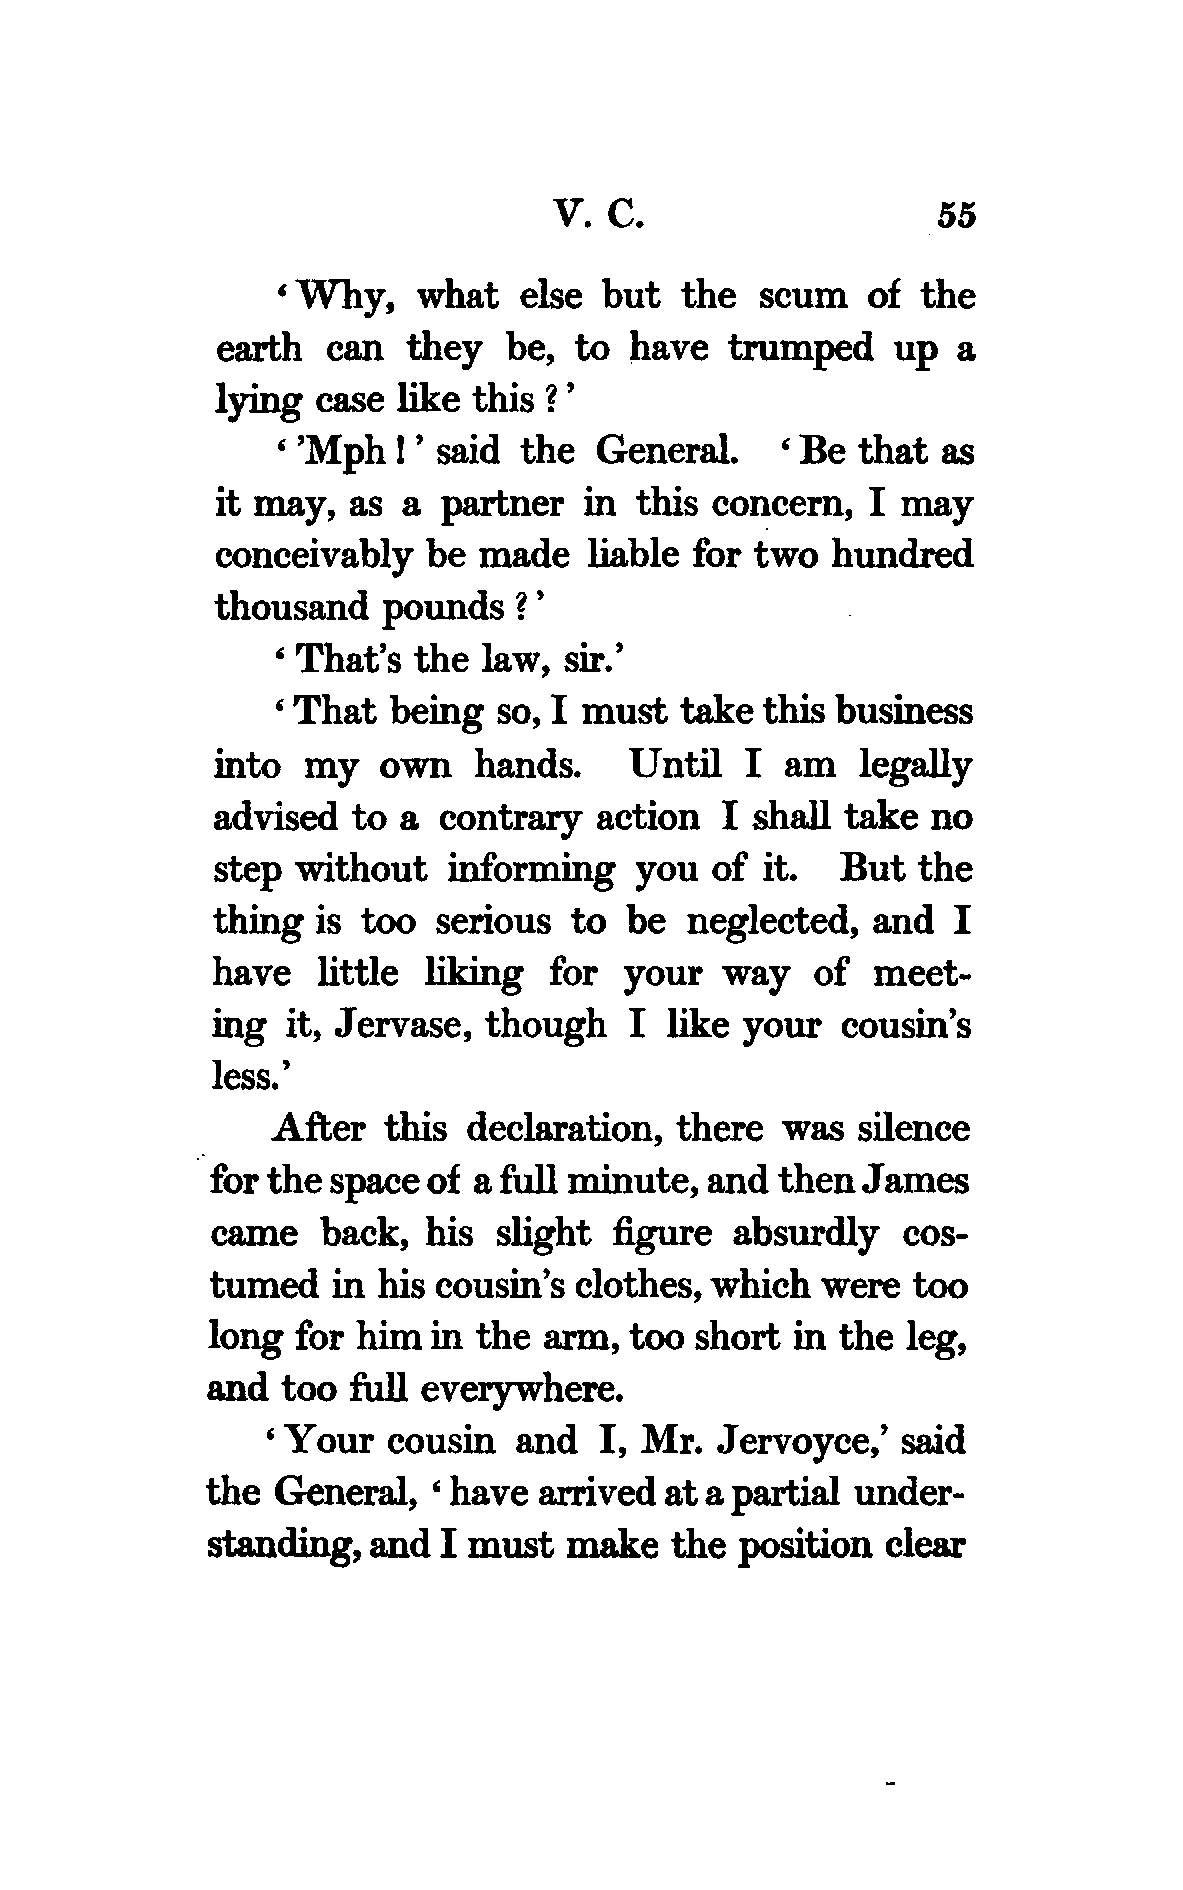 V. C. 55
‘Why, what else but the scum of the
earth can they be, to have trumped up a
lying case like this?’
‘’Mph!’ said the General. ‘Be that as
it may, as a partner in this concern, I may
conceivably be made liable for two hundred
thousand pounds?’
‘That's the law, sir.’
‘That being so, I must take this business
into my own hands. Until I am legally
advised to a contrary action I shall take no
step without informing you of it. But the
thing is too serious to be neglected, and I
have little liking for your way of meet-
ing it, Jervase, though I like your cousin's
less.’
After this declaration, there was silence
for the space of a full minute, and then James
came back, his slight figure absurdly cos-
tumed in his cousin's clothes, which were too
long for him in the arm, too short in the leg,
and too full everywhere.
‘Your cousin and I, Mr. Jervoyce,’ said
the General, ‘have arrived at a partial under-
standing, and I must make the position clear